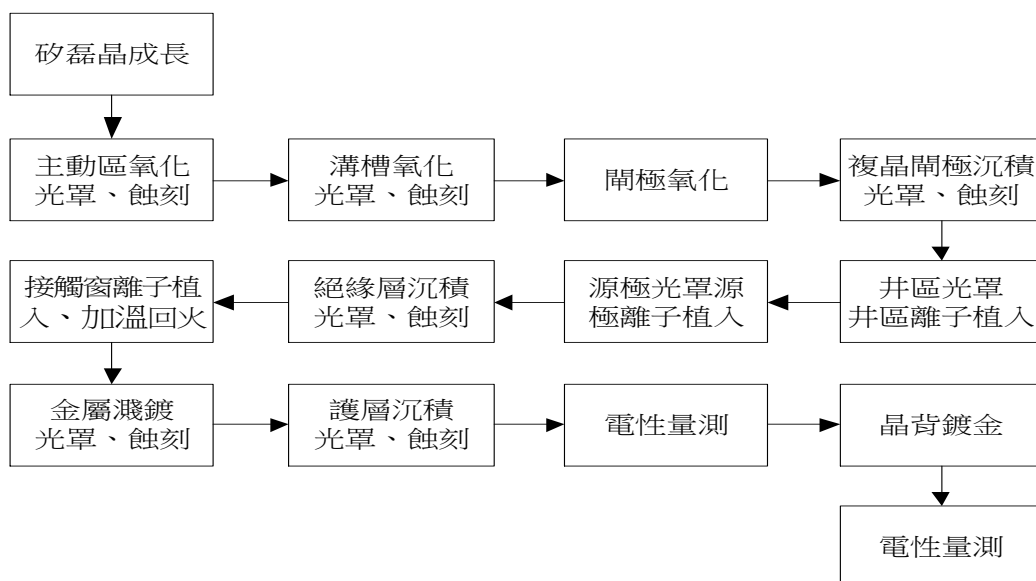 矽磊晶成長
主動區氧化
光罩、蝕刻
溝槽氧化
光罩、蝕刻
閘極氧化
複晶閘極沉積
光罩、蝕刻
井區光罩
井區離子植入
源極光罩源
極離子植入
絕緣層沉積
光罩、蝕刻
接觸窗離子植
入、加溫回火
金屬濺鍍
光罩、蝕刻
護層沉積
光罩、蝕刻
電性量測
晶背鍍金
電性量測